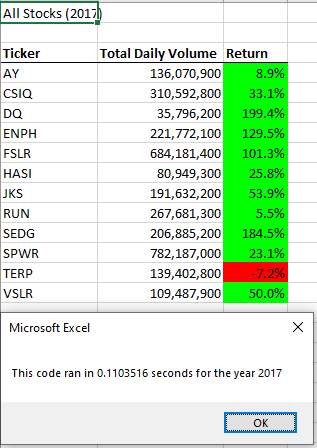 All Stocks (2017)
Ticker Total Daily Volume Return
AY 136,070,900 8.9%
CSIQ 310,592,800 33.1%
DQ 35,796,200 199.4%
ENPH 221,772,100 129.5%
FSLR 684,181,400 101.3%
HASI 80,949,300 25.8%
JKS 191,632,200 53.9%
RUN 267,681,300 5.5%
SEDG 206,885,200 184.5%
SPWR 782,187,000 23.1%
TERP 139,402,800 -7.2%
VSLR 109,487,900 50.0%
Microsoft Excel
This code ran in 0.1103516 seconds for the year 2017
OK